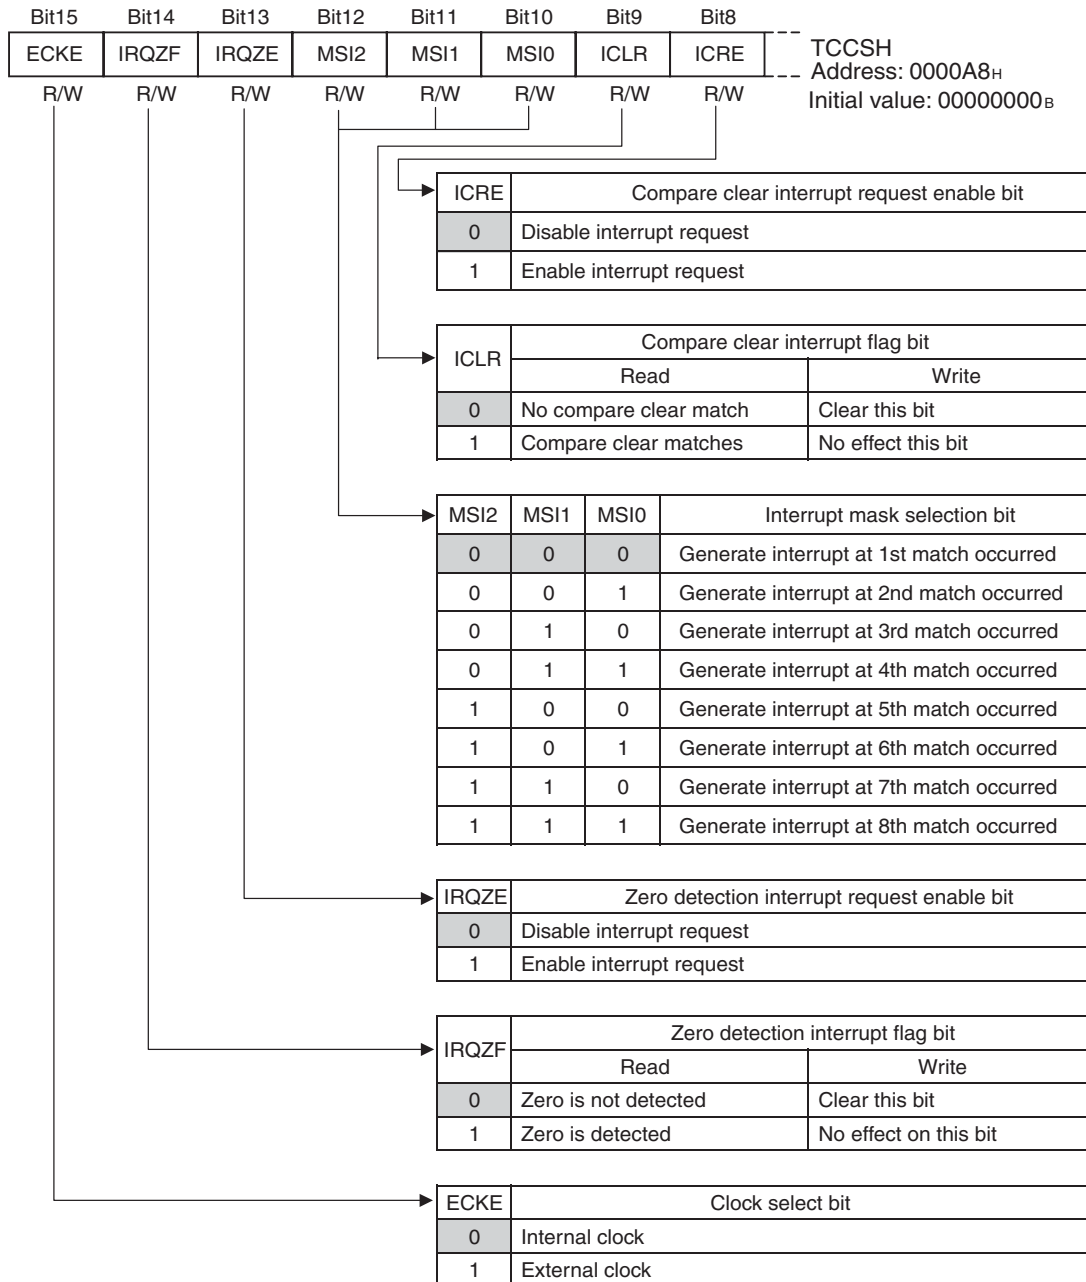 Bit15 Bit14 Bit13 Bit12 Bit11 Bit10 Bit9 Bit8
ECKE IRQZF IRQZE MSI2 MSI1 MSI0 ICLR ICRE
TCCSH
Address: 0000A8H
R/W R/W R/W R/W R/W R/W R/W R/W
Initial value: 00000000B
ICRE Compare clear interrupt request enable bit
0 Disable interrupt request
1 Enable interrupt request
ICLR Compare clear interrupt flag bit
Read Write
0 No compare clear match Clear this bit
1 Compare clear matches No effect this bit
MSI2 MSI1 MSI0 Interrupt mask selection bit
0 0 0 Generate interrupt at 1st match occurred
0 0 1 Generate interrupt at 2nd match occurred
0 1 0 Generate interrupt at 3rd match occurred
0 1 1 Generate interrupt at 4th match occurred
1 0 0 Generate interrupt at 5th match occurred
1 0 1 Generate interrupt at 6th match occurred
1 1 0 Generate interrupt at 7th match occurred
1 1 1 Generate interrupt at 8th match occurred
IRQZE Zero detection interrupt request enable bit
0 Disable interrupt request
1 Enable interrupt request
IRQZF Zero detection interrupt flag bit
Read Write
0 Zero is not detected Clear this bit
1 Zero is detected No effect on this bit
ECKE Clock select bit
0 Internal clock
1 External clock